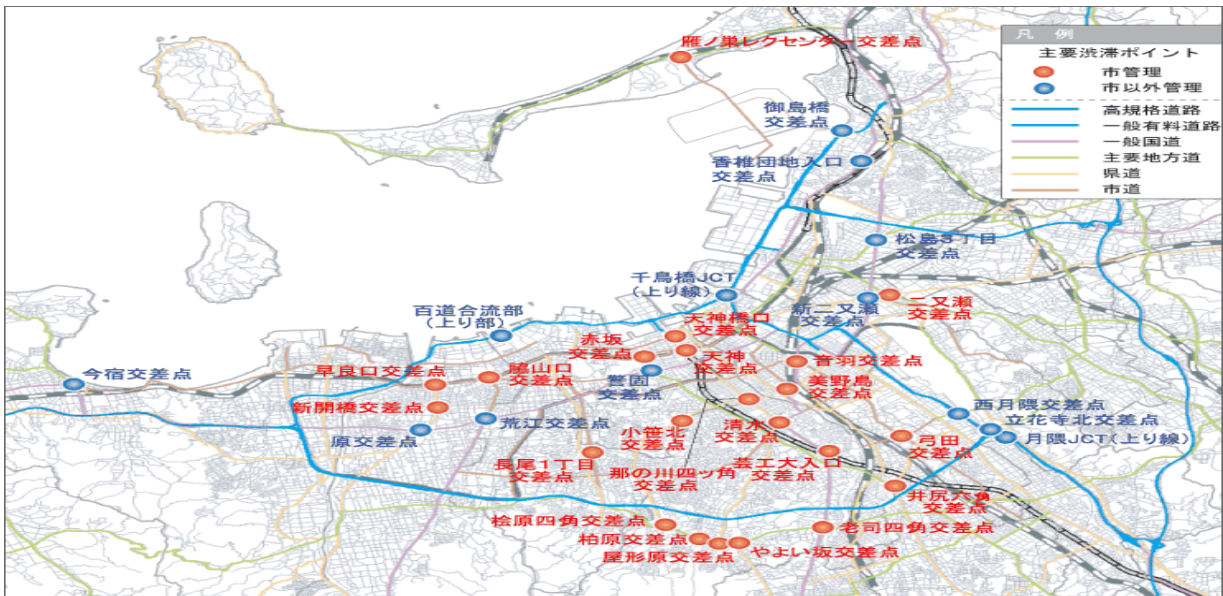 雁ノ巣レクセンター交差点
凡 例
主要渋滞ポイント
市管理
市以外管理
高規格道路
一般有料道路
一般国道
主要地方道
県道
市道
御島橋
交差点
香椎団地入口
交差点
松島3丁目
交差点
千鳥橋JCT
(上り線)
新二又瀬
交差点
二又瀬
交差点
百道合流部
(上り部)
天神橋口
交差点
赤坂
交差点
天神
交差点
音羽交差点
今宿交差点
早良口交差点
脇山口
交差点
警固
交差点
美野島
交差点
新開橋交差点
西月隈交差点
原交差点
荒江交差点
小笹北
交差点
清水
交差点
立花寺北交差点
弓田
交差点
月隈JCT(上り線)
長尾1丁目
交差点
那の川四ッ角
交差点
芸工大入口
交差点
井尻六角
交差点
桧原四角交差点
老司四角交差点
柏原交差点
屋形原交差点
やよい坂交差点